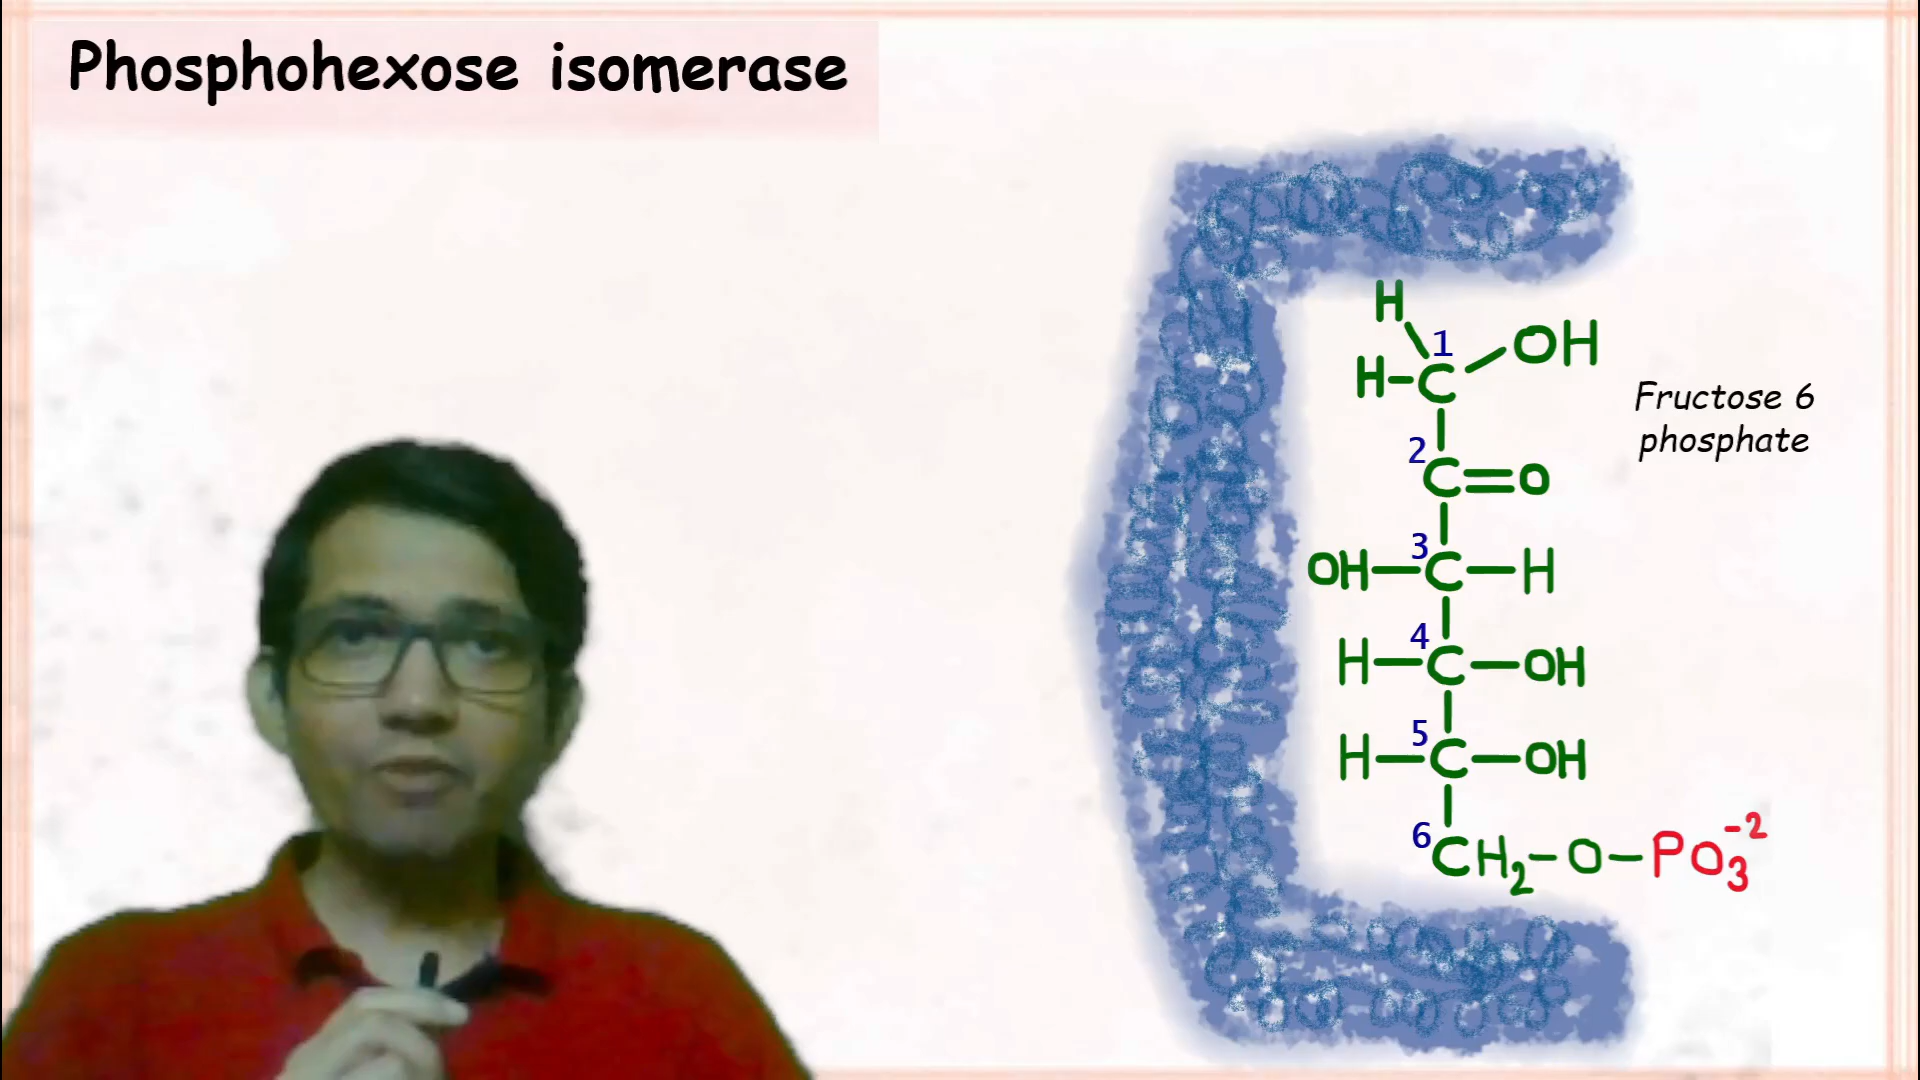 Phosphohexose isomerase
H
1
OH
H-C
2
C=O
Fructose 6
phosphate
3
OH-C-H
4
H-C-OH
5
H-C-OH
6
CH2-O-PO3-2